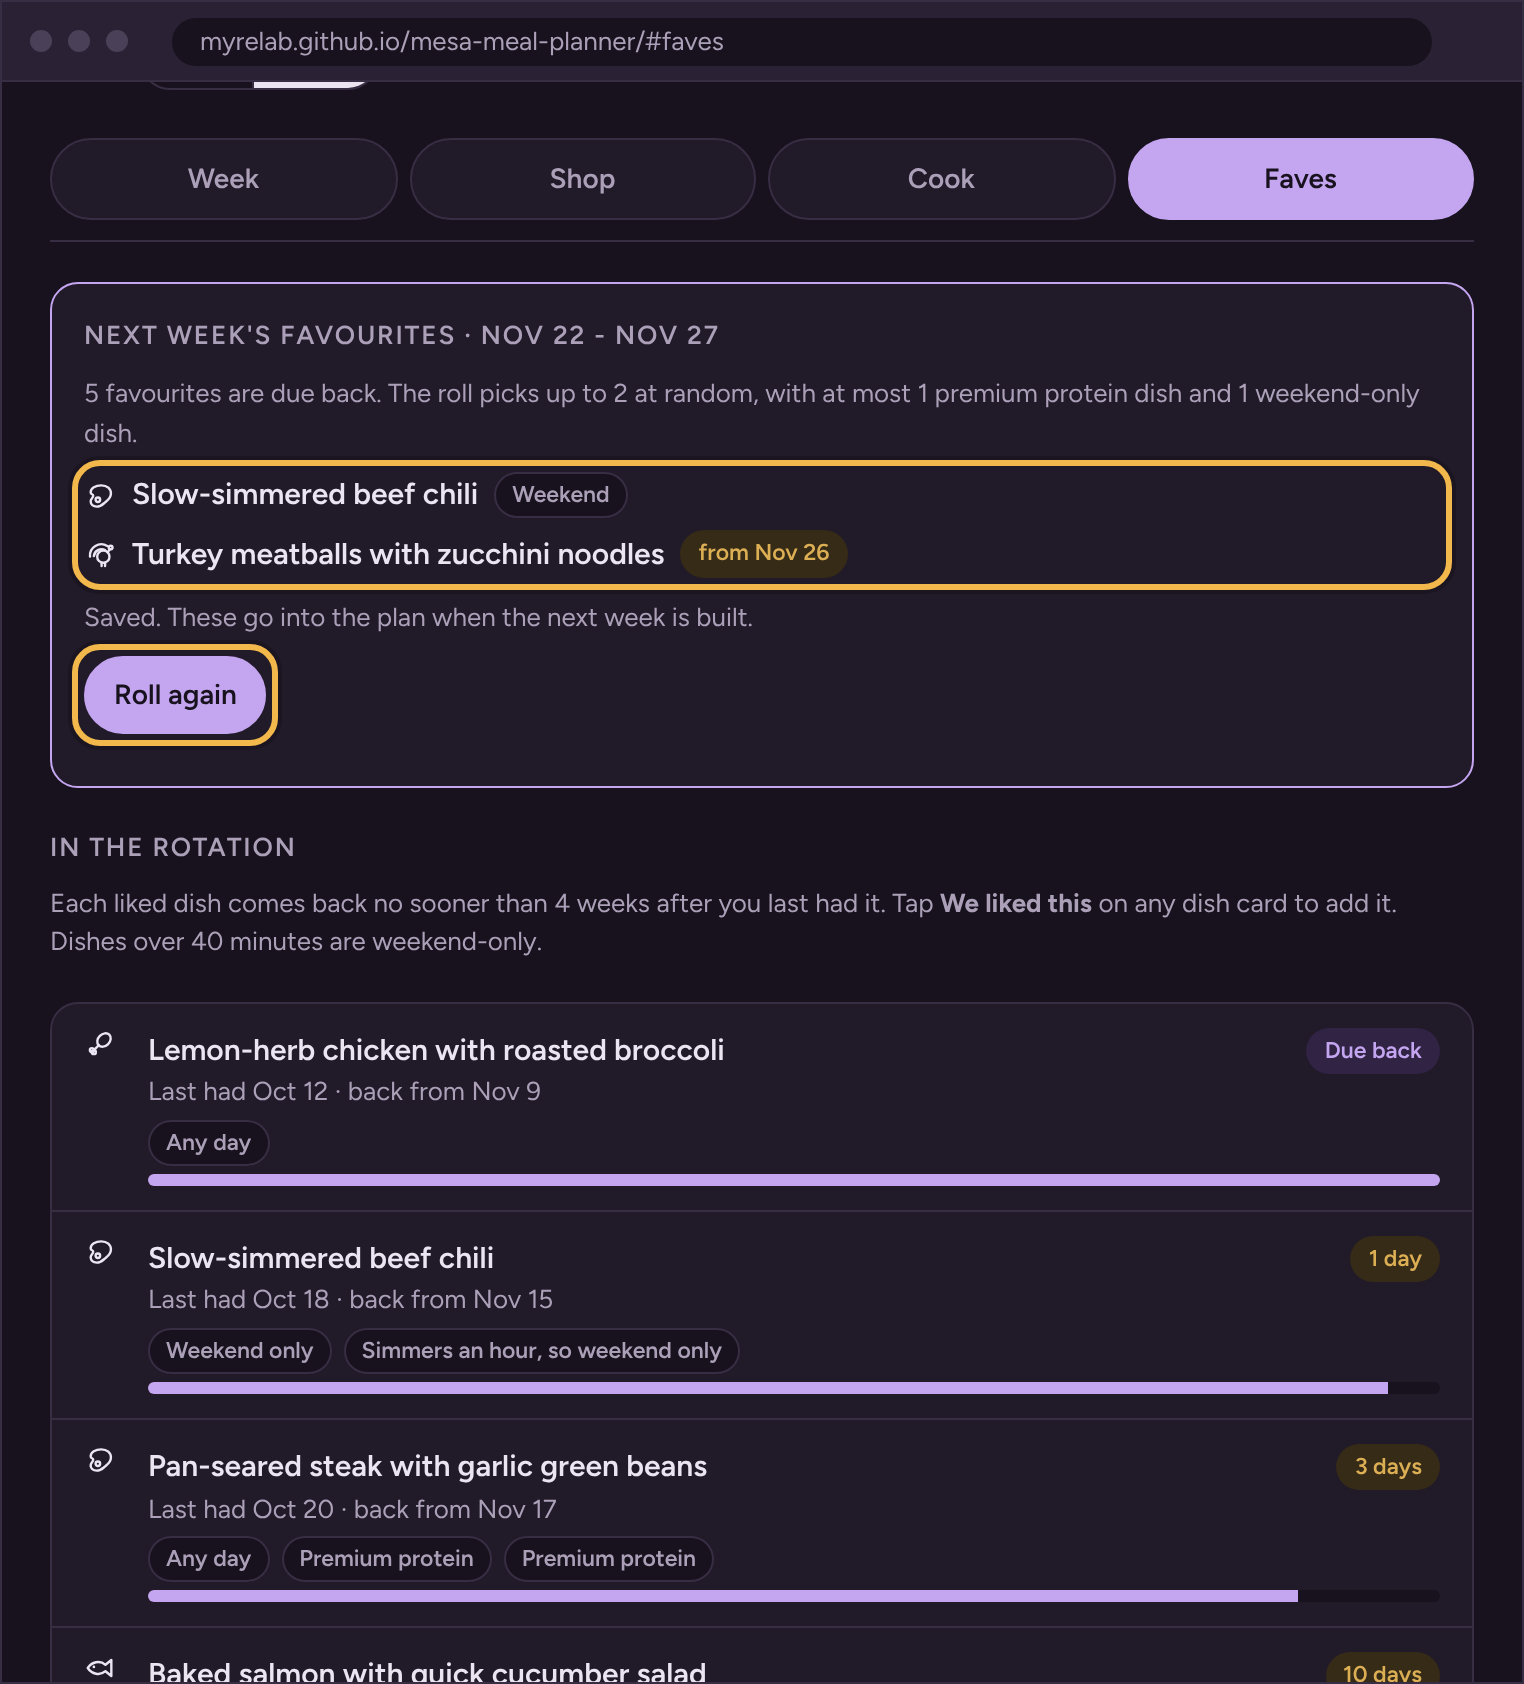 myrelab.github.io/mesa-meal-planner/#faves
Week
Shop
Cook
Faves
NEXT WEEK'S FAVOURITES · NOV 22 - NOV 27
5 favourites are due back. The roll picks up to 2 at random, with at most 1 premium protein dish and 1 weekend-only
dish.
Slow-simmered beef chili Weekend
Turkey meatballs with zucchini noodles from Nov 26
Saved. These go into the plan when the next week is built.
Roll again
IN THE ROTATION
Each liked dish comes back no sooner than 4 weeks after you last had it. Tap We liked this on any dish card to add it.
Dishes over 40 minutes are weekend-only.
Lemon-herb chicken with roasted broccoli Due back
Last had Oct 12 · back from Nov 9
Any day
Slow-simmered beef chili 1 day
Last had Oct 18 · back from Nov 15
Weekend only Simmers an hour, so weekend only
Pan-seared steak with garlic green beans 3 days
Last had Oct 20 · back from Nov 17
Any day Premium protein Premium protein
Baked salmon with quick cucumber salad 10 days